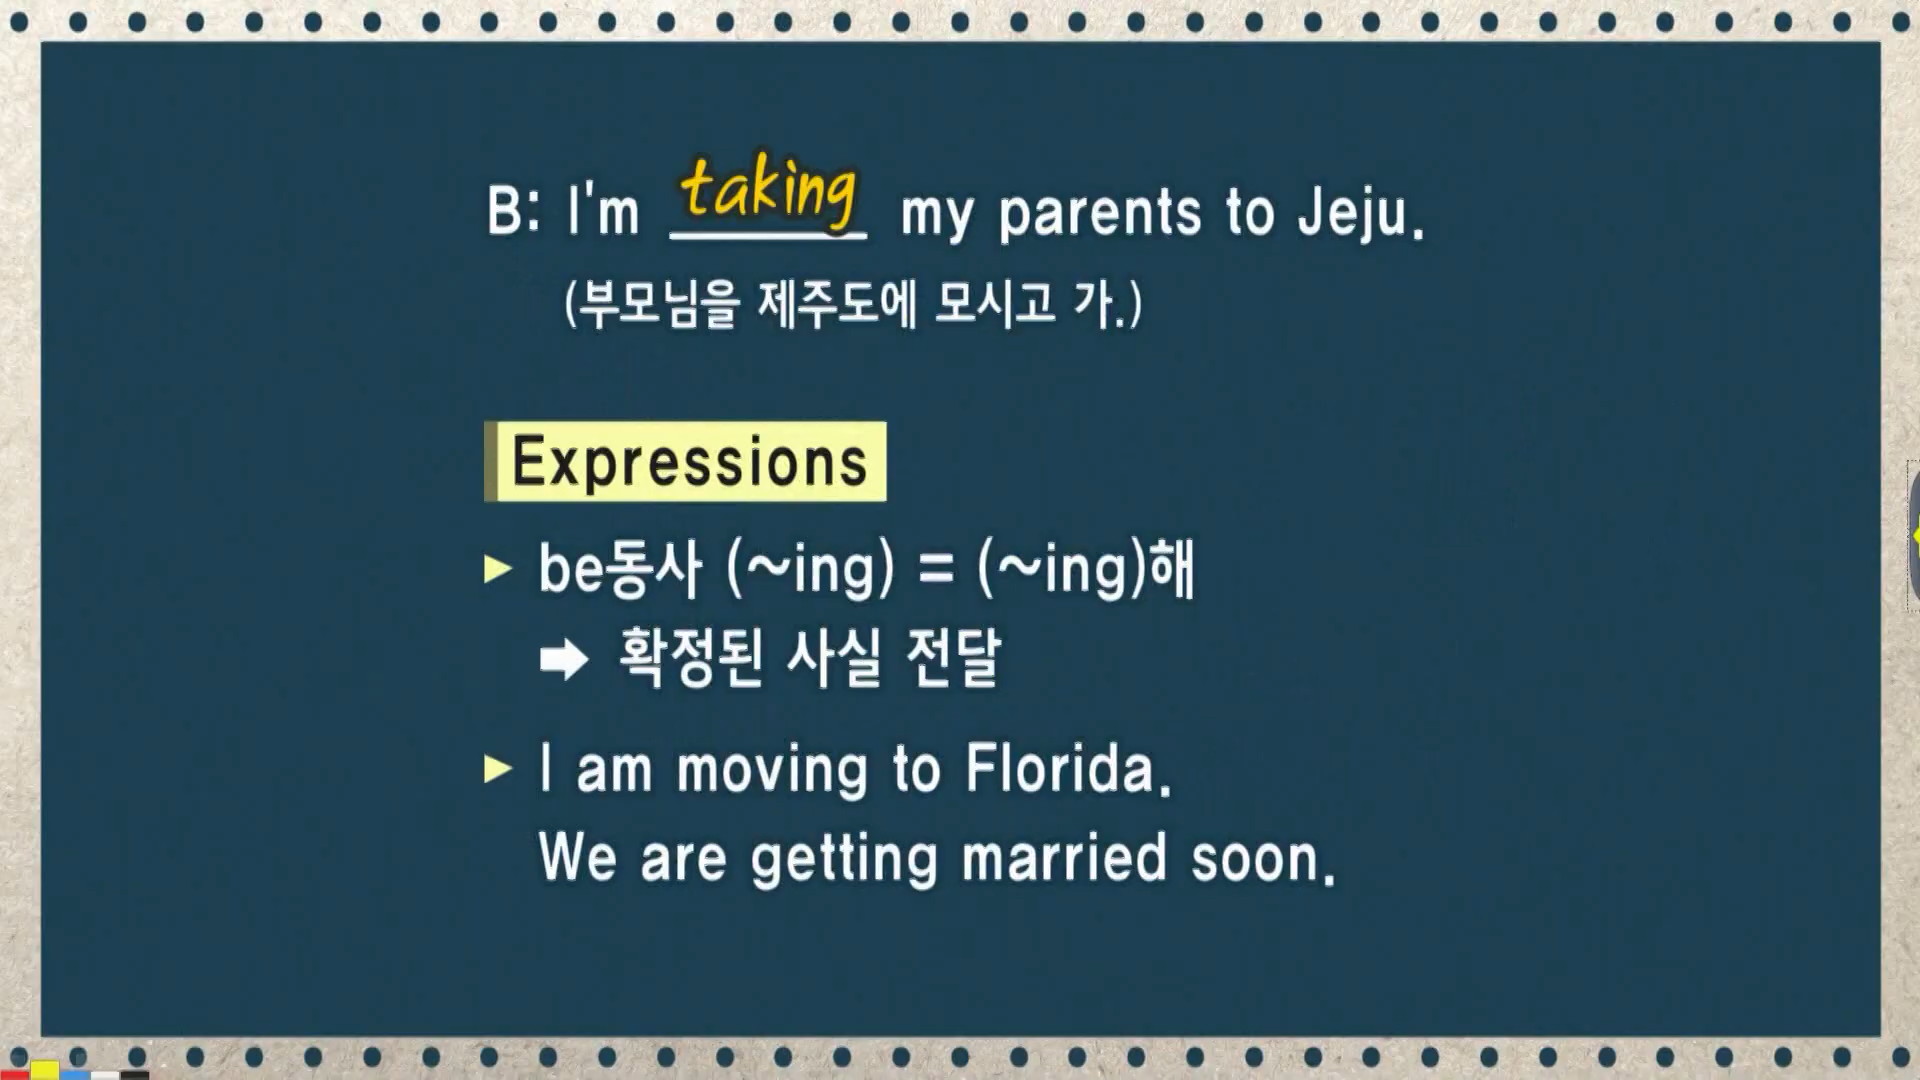 B: I'm taking my parents to Jeju.
(부모님을 제주도에 모시고 가.)
Expressions
▶ be동사 (~ing) = (~ing)해
➡ 확정된 사실 전달
▶ I am moving to Florida.
We are getting married soon.